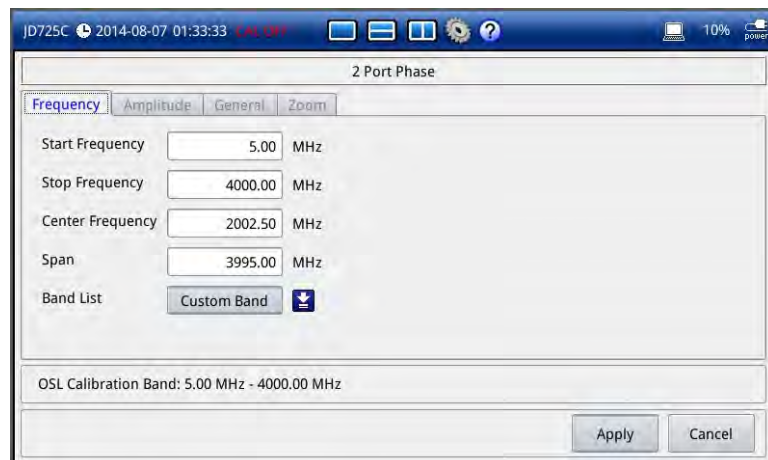 JD725C 2014-08-07 01:33:33 CAL OFF 10% power
2 Port Phase
Frequency Amplitude General Zoom
Start Frequency 5.00 MHz
Stop Frequency 4000.00 MHz
Center Frequency 2002.50 MHz
Span 3995.00 MHz
Band List Custom Band
OSL Calibration Band: 5.00 MHz - 4000.00 MHz
Apply Cancel